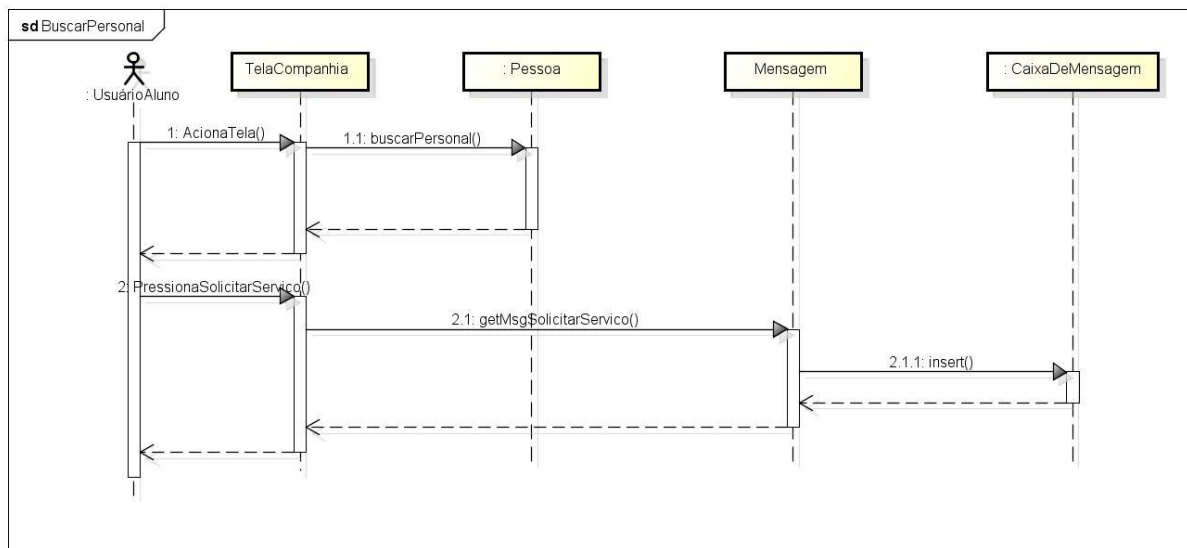 sd BuscarPersonal
: UsuárioAluno
TelaCompanhia
: Pessoa
Mensagem
: CaixaDeMensagem
1: AcionaTela()
1.1: buscarPersonal()
2: PressionaSolicitarServico()
2.1: getMsgSolicitarServico()
2.1.1: insert()